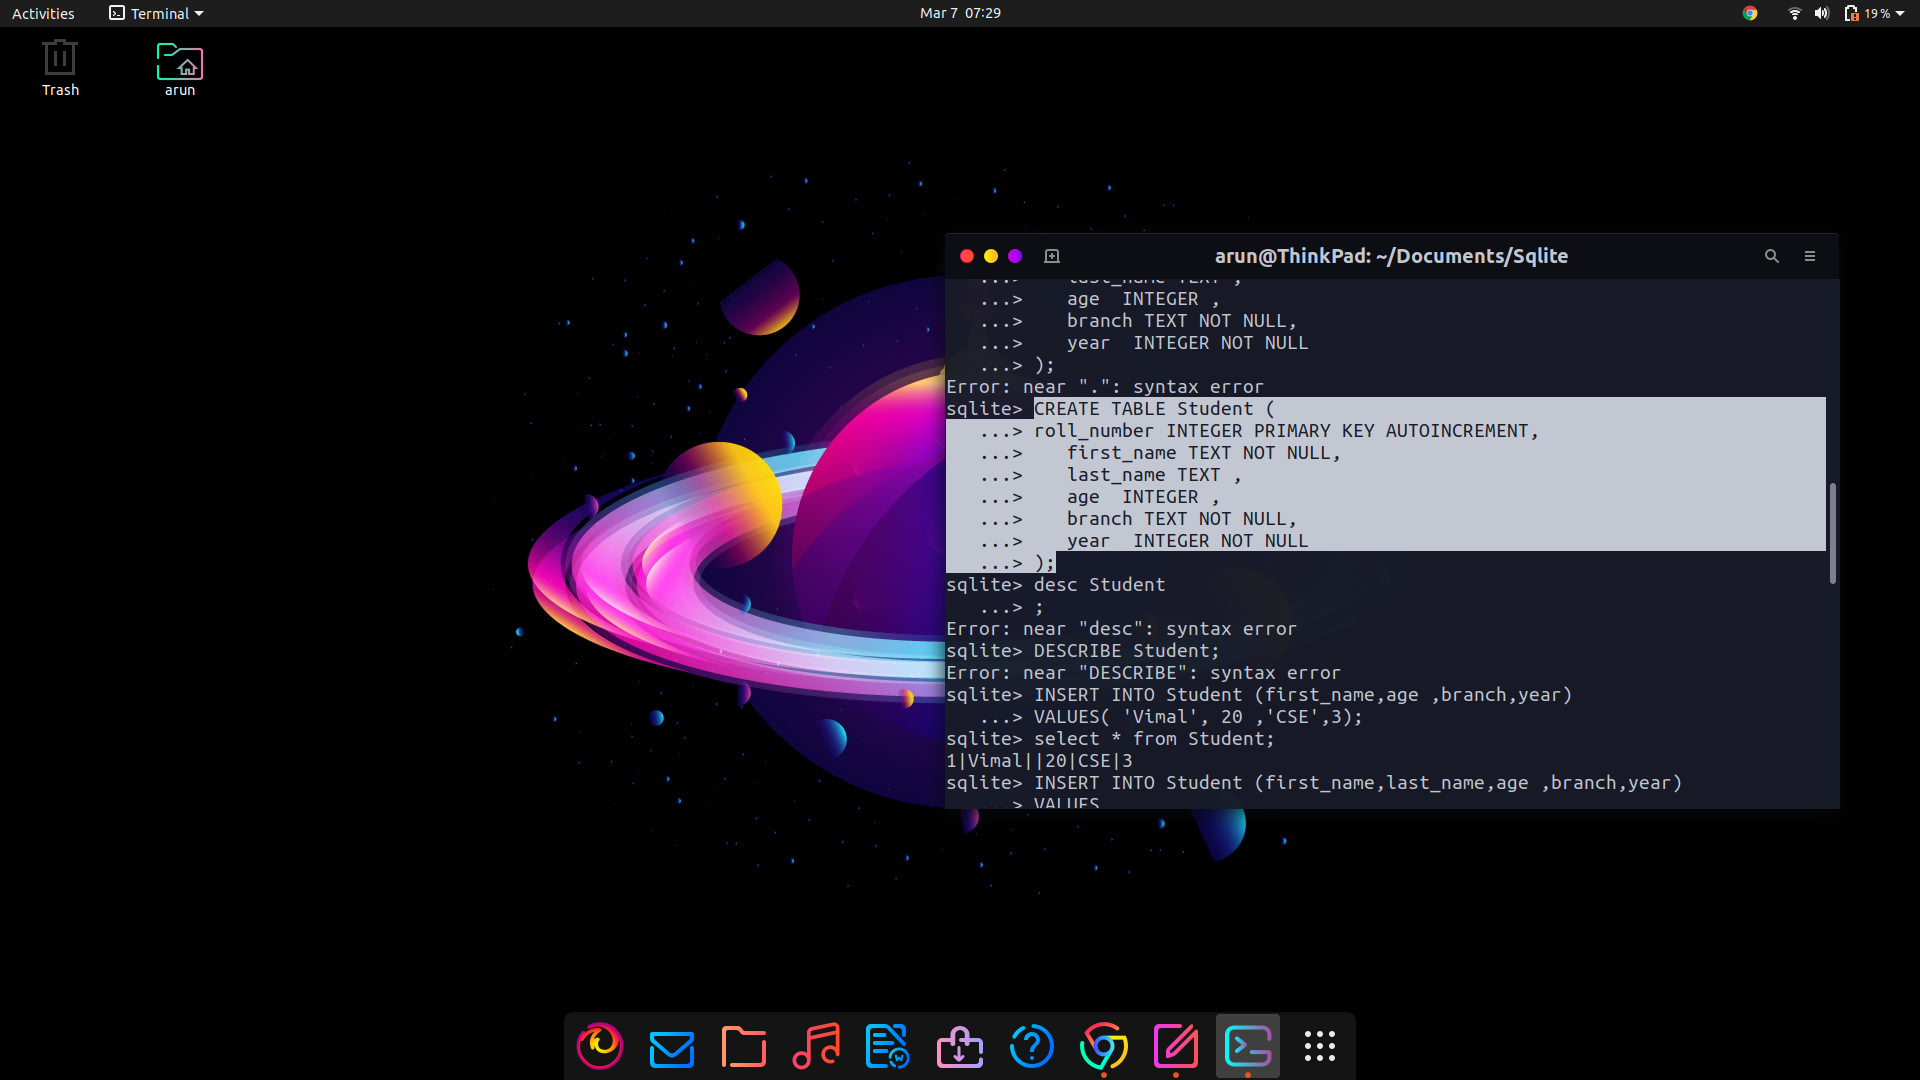 Activities
Terminal
Mar 7 07:29
19 %
Trash
arun
arun@ThinkPad: ~/Documents/Sqlite
...> last_name TEXT ,
...> age  INTEGER ,
...> branch TEXT NOT NULL,
...> year  INTEGER NOT NULL
...> );
Error: near ".": syntax error
sqlite> CREATE TABLE Student (
...> roll_number INTEGER PRIMARY KEY AUTOINCREMENT,
...> first_name TEXT NOT NULL,
...> last_name TEXT ,
...> age  INTEGER ,
...> branch TEXT NOT NULL,
...> year  INTEGER NOT NULL
...> );
sqlite> desc Student
...> ;
Error: near "desc": syntax error
sqlite> DESCRIBE Student;
Error: near "DESCRIBE": syntax error
sqlite> INSERT INTO Student (first_name,age ,branch,year)
...> VALUES( 'Vimal', 20 ,'CSE',3);
sqlite> select * from Student;
1|Vimal||20|CSE|3
sqlite> INSERT INTO Student (first_name,last_name,age ,branch,year)
...> VALUES